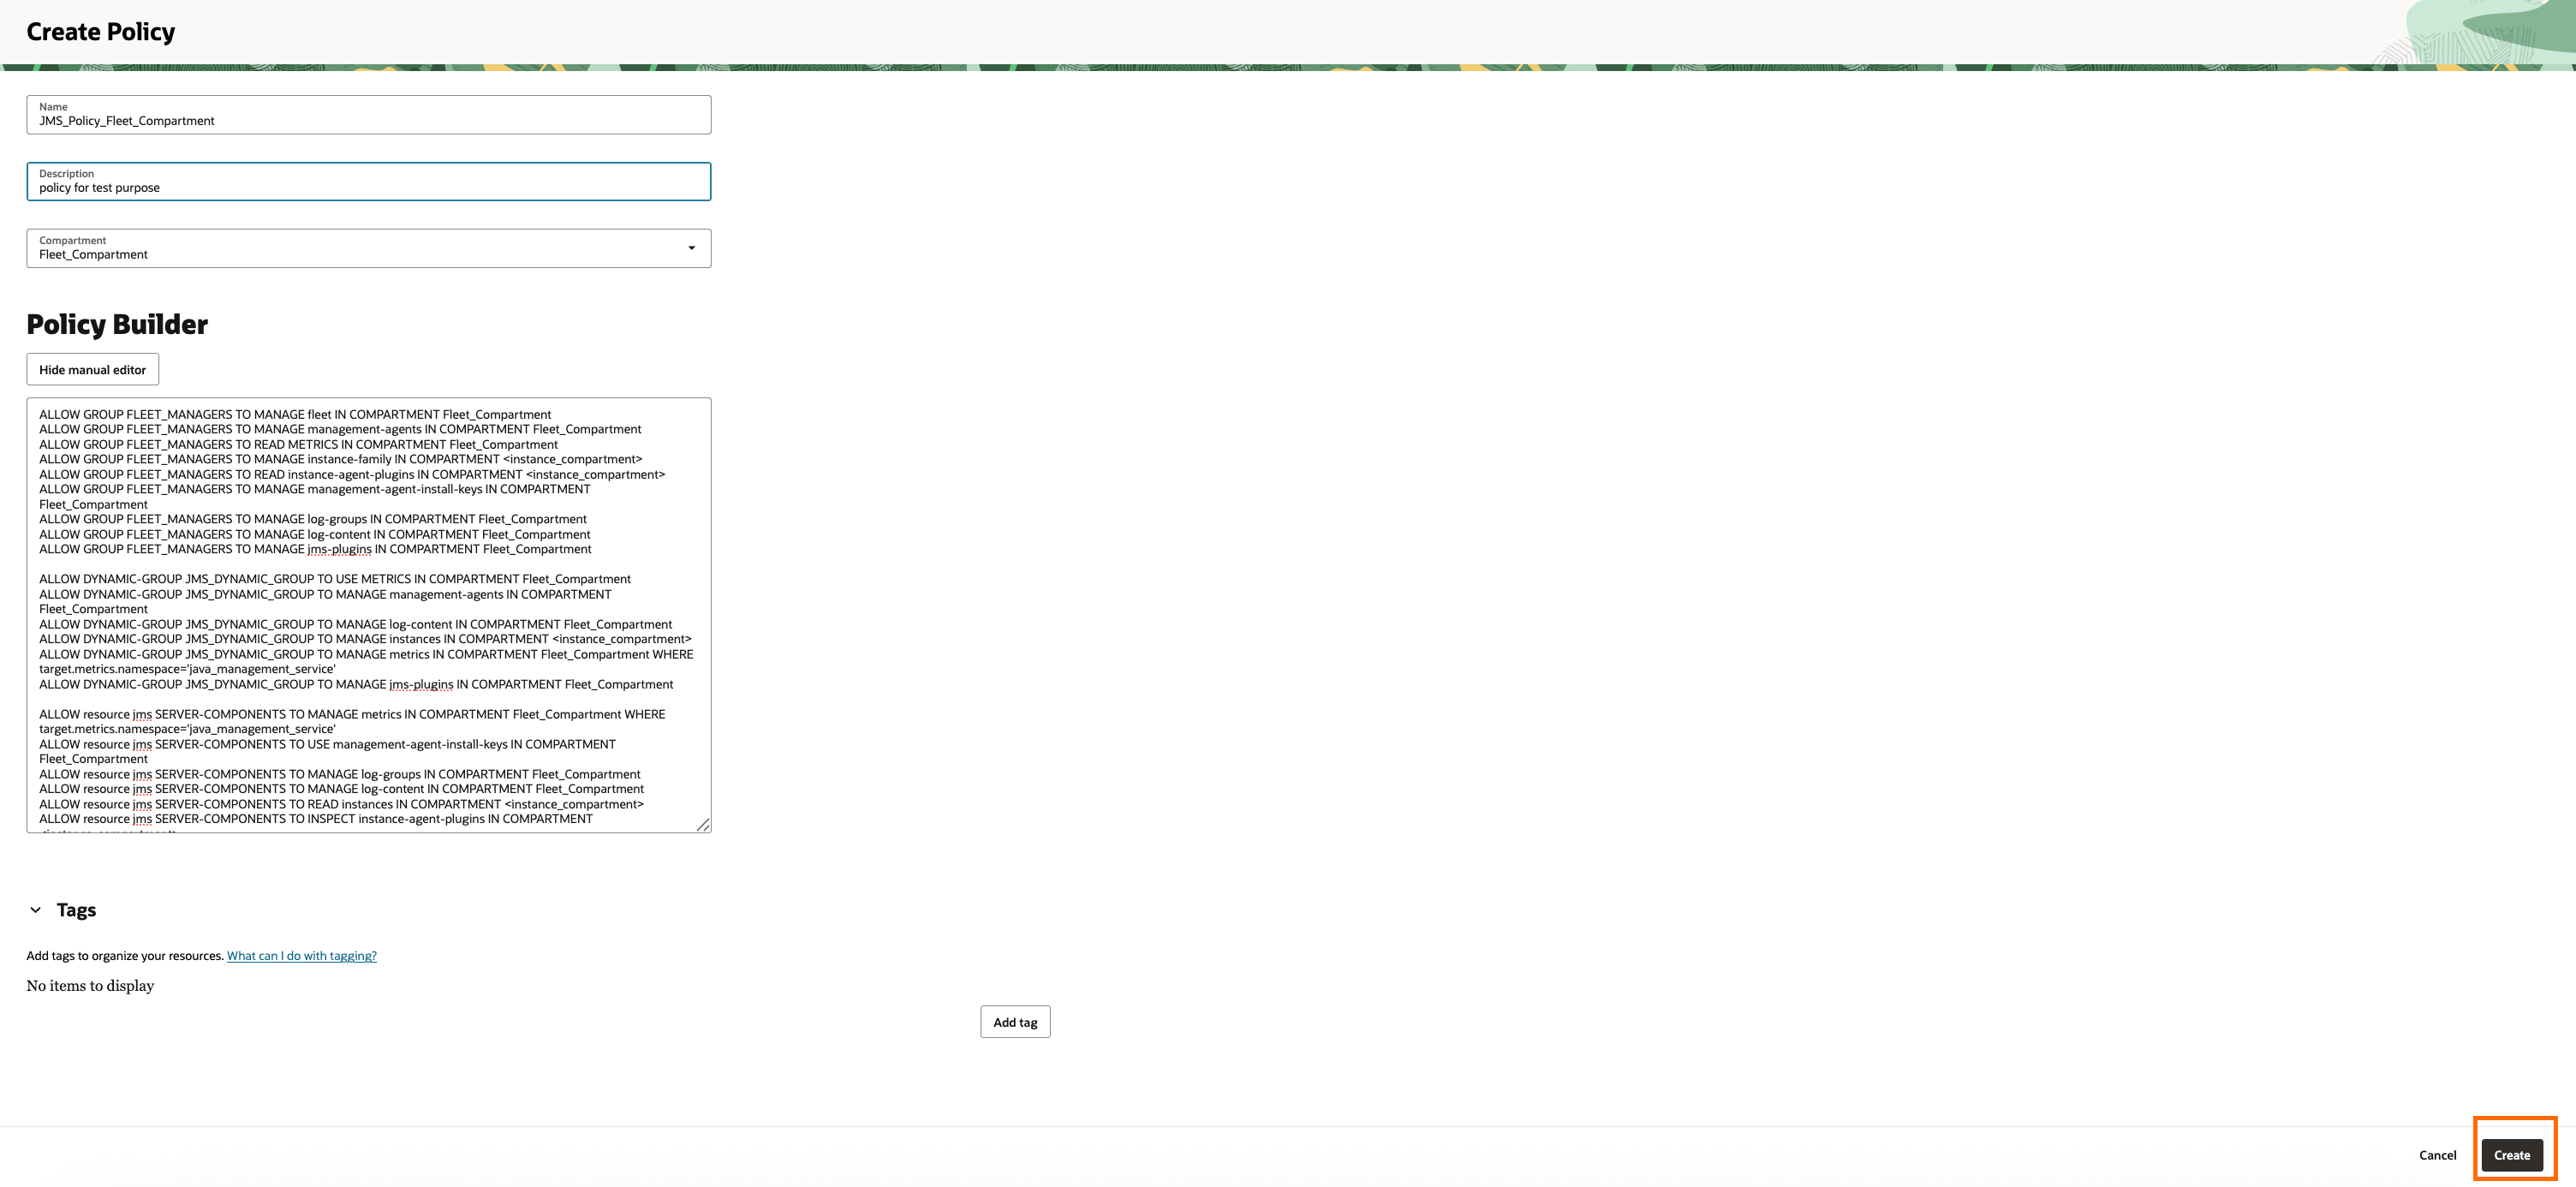 Create Policy
Name
JMS_Policy_Fleet_Compartment
Description
policy for test purpose
Compartment
Fleet_Compartment
Policy Builder
Hide manual editor
ALLOW GROUP FLEET_MANAGERS TO MANAGE fleet IN COMPARTMENT Fleet_Compartment
ALLOW GROUP FLEET_MANAGERS TO MANAGE management-agents IN COMPARTMENT Fleet_Compartment
ALLOW GROUP FLEET_MANAGERS TO READ METRICS IN COMPARTMENT Fleet_Compartment
ALLOW GROUP FLEET_MANAGERS TO MANAGE instance-family IN COMPARTMENT <instance_compartment>
ALLOW GROUP FLEET_MANAGERS TO READ instance-agent-plugins IN COMPARTMENT <instance_compartment>
ALLOW GROUP FLEET_MANAGERS TO MANAGE management-agent-install-keys IN COMPARTMENT
Fleet_Compartment
ALLOW GROUP FLEET_MANAGERS TO MANAGE log-groups IN COMPARTMENT Fleet_Compartment
ALLOW GROUP FLEET_MANAGERS TO MANAGE log-content IN COMPARTMENT Fleet_Compartment
ALLOW GROUP FLEET_MANAGERS TO MANAGE jms-plugins IN COMPARTMENT Fleet_Compartment
ALLOW DYNAMIC-GROUP JMS_DYNAMIC_GROUP TO USE METRICS IN COMPARTMENT Fleet_Compartment
ALLOW DYNAMIC-GROUP JMS_DYNAMIC_GROUP TO MANAGE management-agents IN COMPARTMENT
Fleet_Compartment
ALLOW DYNAMIC-GROUP JMS_DYNAMIC_GROUP TO MANAGE log-content IN COMPARTMENT Fleet_Compartment
ALLOW DYNAMIC-GROUP JMS_DYNAMIC_GROUP TO MANAGE instances IN COMPARTMENT <instance_compartment>
ALLOW DYNAMIC-GROUP JMS_DYNAMIC_GROUP TO MANAGE metrics IN COMPARTMENT Fleet_Compartment WHERE
target.metrics.namespace='java_management_service'
ALLOW DYNAMIC-GROUP JMS_DYNAMIC_GROUP TO MANAGE jms-plugins IN COMPARTMENT Fleet_Compartment
ALLOW resource jms SERVER-COMPONENTS TO MANAGE metrics IN COMPARTMENT Fleet_Compartment WHERE
target.metrics.namespace='java_management_service'
ALLOW resource jms SERVER-COMPONENTS TO USE management-agent-install-keys IN COMPARTMENT
Fleet_Compartment
ALLOW resource jms SERVER-COMPONENTS TO MANAGE log-groups IN COMPARTMENT Fleet_Compartment
ALLOW resource jms SERVER-COMPONENTS TO MANAGE log-content IN COMPARTMENT Fleet_Compartment
ALLOW resource jms SERVER-COMPONENTS TO READ instances IN COMPARTMENT <instance_compartment>
ALLOW resource jms SERVER-COMPONENTS TO INSPECT instance-agent-plugins IN COMPARTMENT
Tags
Add tags to organize your resources. What can I do with tagging?
No items to display
Add tag
Cancel
Create